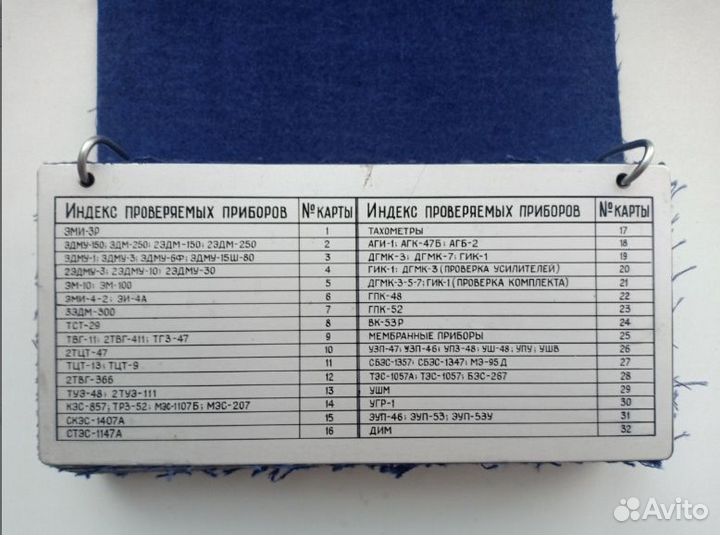 ИНДЕКС ПРОВЕРЯЕМЫХ ПРИБОРОВ №КАРТЫ
ЭМИ-3Р 1
ЭДМУ-150; ЭДМ-250; 2ЭДМ-150; 2ЭДМ-250 2
ЭДМУ-1; ЭДМУ-3; ЭДМУ-6Ф; ЭДМУ-15Ш-80 3
2ЭДМУ-3; 2ЭДМУ-10; 2ЭДМУ-30 4
ЭМ-10; ЭМ-100 5
ЭМИ-4-2; ЭИ-4А 6
3ЭДМ-300 7
ТСТ-29 8
ТВГ-11; 2ТВГ-411; ТГЗ-47 9
2ТЦТ-47 10
ТЦТ-13; ТЦТ-9 11
2ТВГ-366 12
ТУЭ-48; 2ТУЭ-111 13
КЭС-857; ТРЗ-52; МЭС-1107Б; МЭС-207 14
СКЭС-1407А 15
СТЭС-1147А 16
ИНДЕКС ПРОВЕРЯЕМЫХ ПРИБОРОВ №КАРТЫ
ТАХОМЕТРЫ 17
АГИ-1; АГК-47Б; АГБ-2 18
ДГМК-3; ДГМК-7; ГИК-1 19
ГИК-1; ДГМК-3 (ПРОВЕРКА УСИЛИТЕЛЕЙ) 20
ДГМК-3-5-7; ГИК-1 (ПРОВЕРКА КОМПЛЕКТА) 21
ГПК-48 22
ГПК-52 23
ВК-53Р 24
МЕМБРАННЫЕ ПРИБОРЫ 25
УЗП-47; УЗП-46; УПЗ-48; УШ-48; УПУ; УШВ 26
СБЭС-1357; СБЭС-1347; МЭ-95Д 27
ТЭС-1057А; ТЭС-1057; БЭС-267 28
УШМ 29
УГР-1 30
ЭУП-46; ЭУП-53; ЭУП-53У 31
ДИМ 32
Avito